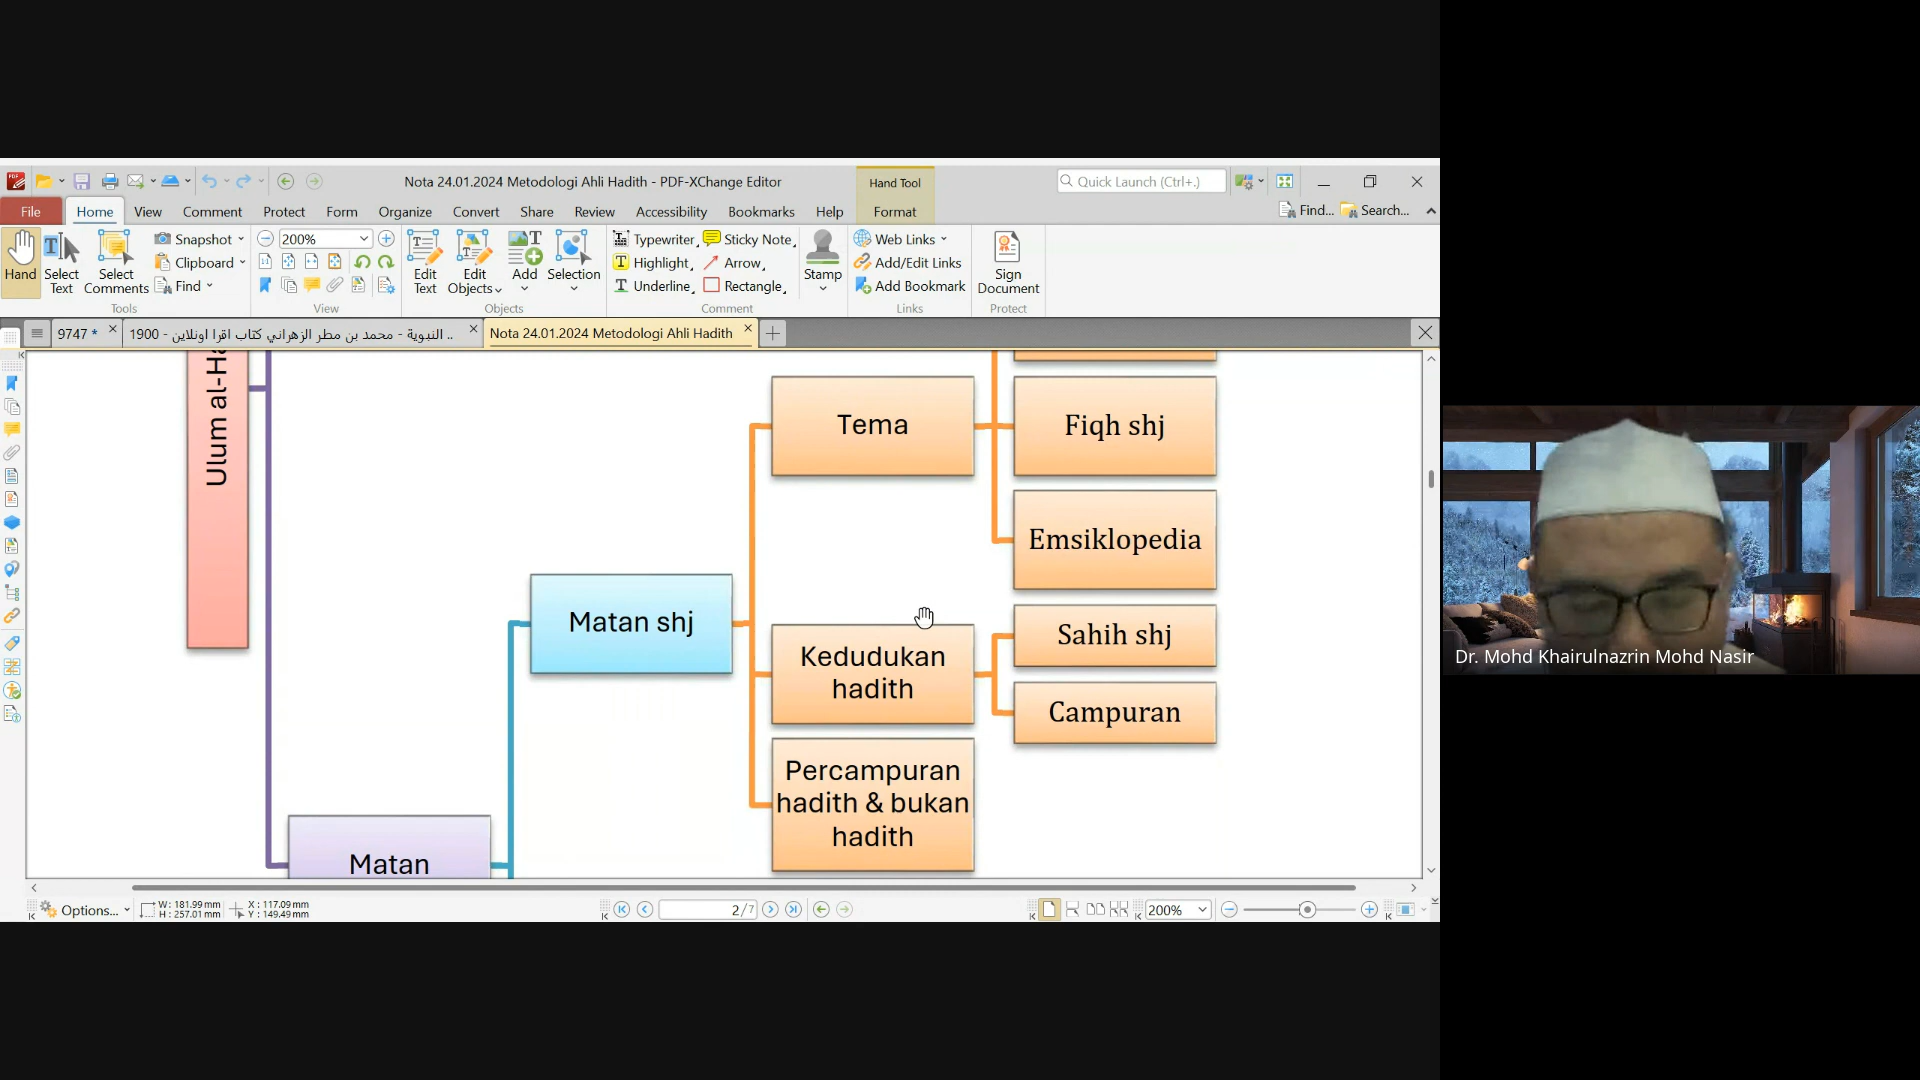 Nota 24.01.2024 Metodologi Ahli Hadith - PDF-XChange Editor
Hand Tool
Quick Launch (Ctrl+.)
File Home View Comment Protect Form Organize Convert Share Review Accessibility Bookmarks Help Format
Find... Search...
Hand
Select Text
Select Comments
Snapshot
Clipboard
Find
Tools
200%
View
Edit Text
Edit Objects
Add
Selection
Objects
Typewriter
Sticky Note
Highlight
Arrow
Underline
Rectangle
Comment
Stamp
Web Links
Add/Edit Links
Add Bookmark
Links
Sign Document
Protect
9747 *
النبوية - محمد بن مطر الزهراني كتاب اقرا اونلاين - 1900 ..
Nota 24.01.2024 Metodologi Ahli Hadith
Tema
Fiqh shj
Emsiklopedia
Matan shj
Kedudukan
hadith
Sahih shj
Campuran
Percampuran
hadith & bukan
hadith
Matan
Options...
W: 181.99 mm
H: 257.01 mm
X: 117.09 mm
Y: 149.49 mm
2/7
200%
Dr. Mohd Khairulnazrin Mohd Nasir